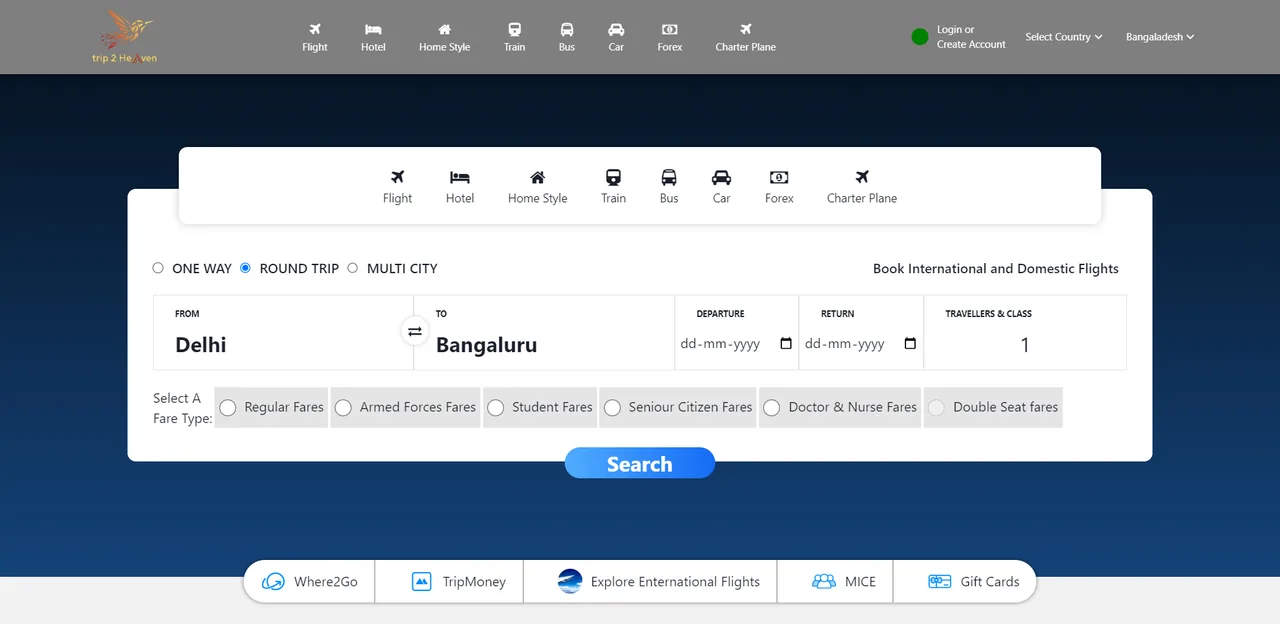 trip 2 HeAven
Flight
Hotel
Home Style
Train
Bus
Car
Forex
Charter Plane
Login or
Create Account
Select Country
Bangaladesh
Flight
Hotel
Home Style
Train
Bus
Car
Forex
Charter Plane
ONE WAY
ROUND TRIP
MULTI CITY
Book International and Domestic Flights
FROM
Delhi
TO
Bangaluru
DEPARTURE
dd-mm-yyyy
RETURN
dd-mm-yyyy
TRAVELLERS & CLASS
1
Select A
Fare Type:
Regular Fares
Armed Forces Fares
Student Fares
Seniour Citizen Fares
Doctor & Nurse Fares
Double Seat fares
Search
Where2Go
TripMoney
Explore Enternational Flights
MICE
Gift Cards